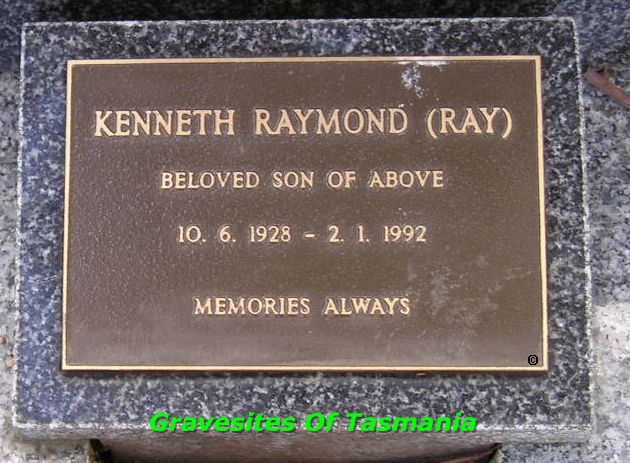 KENNETH RAYMOND (RAY)
BELOVED SON OF ABOVE
10. 6. 1928 - 2. 1. 1992
MEMORIES ALWAYS
©
Gravesites Of Tasmania